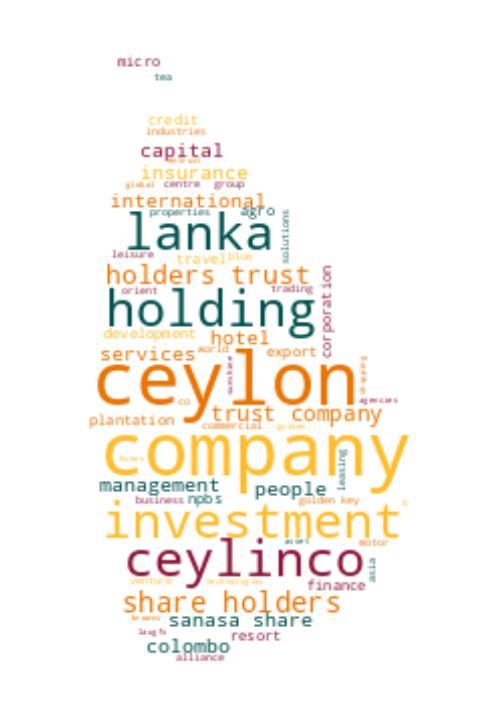 micro
tea
credit
industries
capital
insurance
global centre group
international
properties agro
lanka
solutions
leisure travel blue
holders trust
orient trading
holding
corporation
development hotel
services world export
ceylon
co agencies
trust company
plantation
commercial golden
company
homes
leasing
management people
business npbs golden key
investment
asset motor
ceylinco
asia
venture technologies
finance
share holders
sanasa share
laugfs resort
colombo
alliance